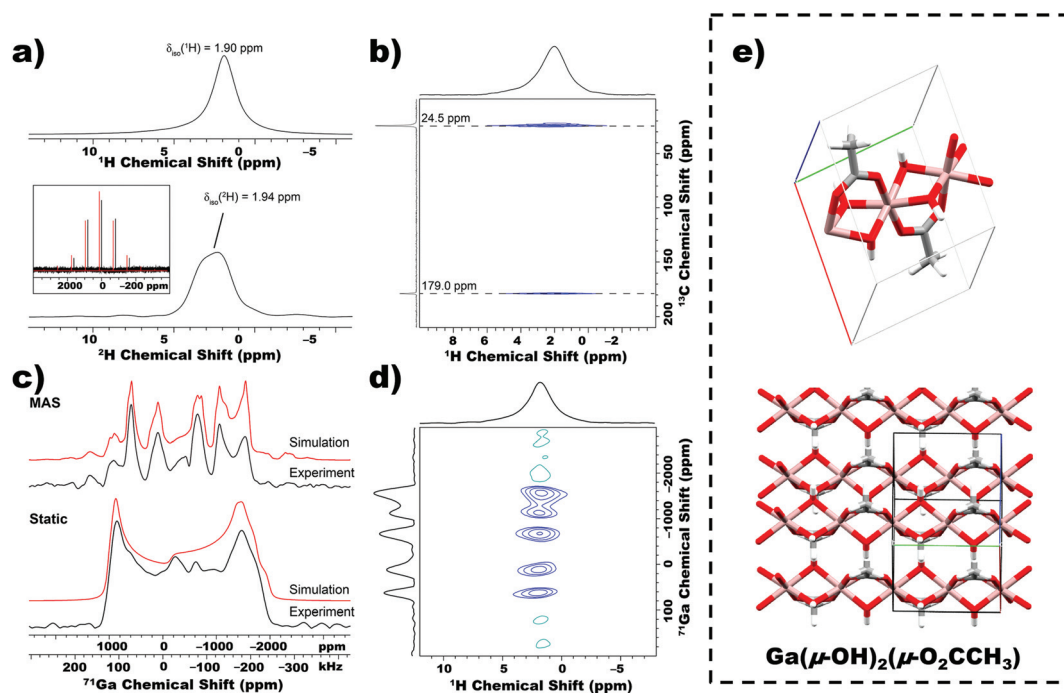 a)
δiso(¹H) = 1.90 ppm
10 5 0 −5
¹H Chemical Shift (ppm)
δiso(²H) = 1.94 ppm
2000 0 −200 ppm
10 5 0 −5
²H Chemical Shift (ppm)
b)
24.5 ppm
179.0 ppm
50
100
150
200
¹³C Chemical Shift (ppm)
8 6 4 2 0 −2
¹H Chemical Shift (ppm)
c)
MAS
Simulation
Experiment
Static
Simulation
Experiment
1000 0 −1000 −2000 ppm
200 100 0 −100 −200 −300 kHz
⁷¹Ga Chemical Shift (ppm)
d)
−2000
−1000
0
100
⁷¹Ga Chemical Shift (ppm)
10 5 0 −5
¹H Chemical Shift (ppm)
e)
Ga(μ-OH)₂(μ-O₂CCH₃)